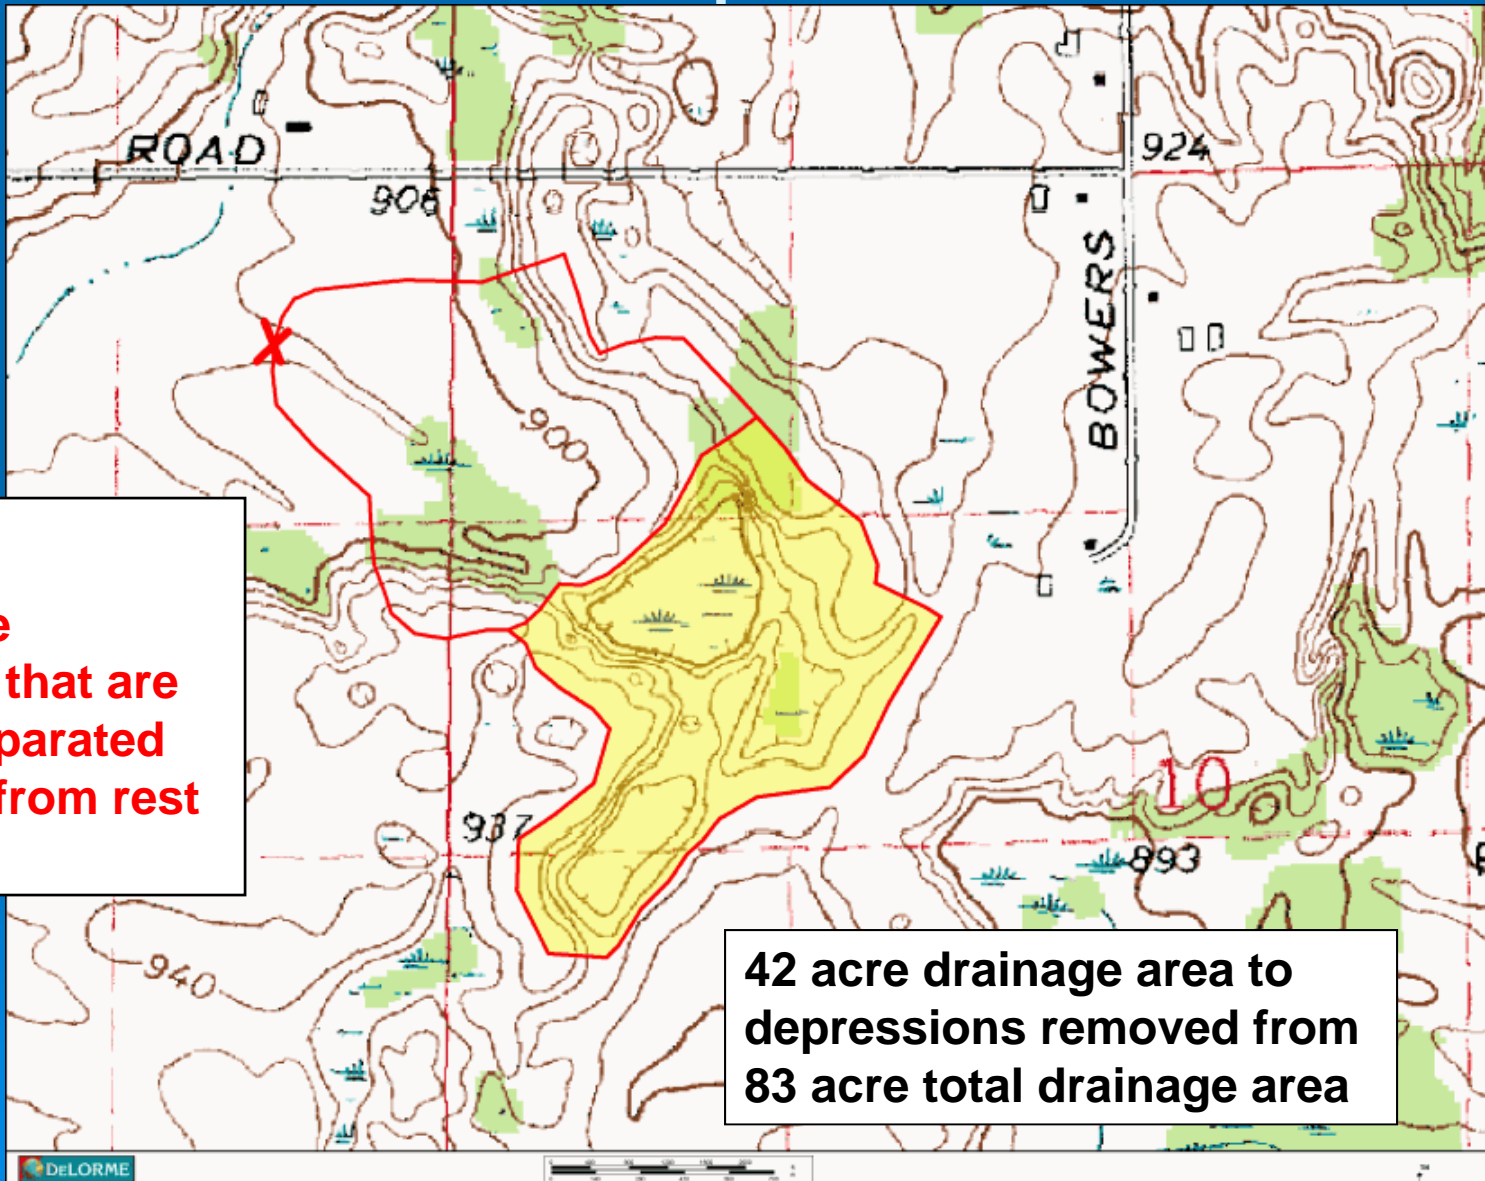 ROAD
906
924
BOWERS
900
e
that are
parated
from rest
937
10
893
940
42 acre drainage area to
depressions removed from
83 acre total drainage area
DELORME